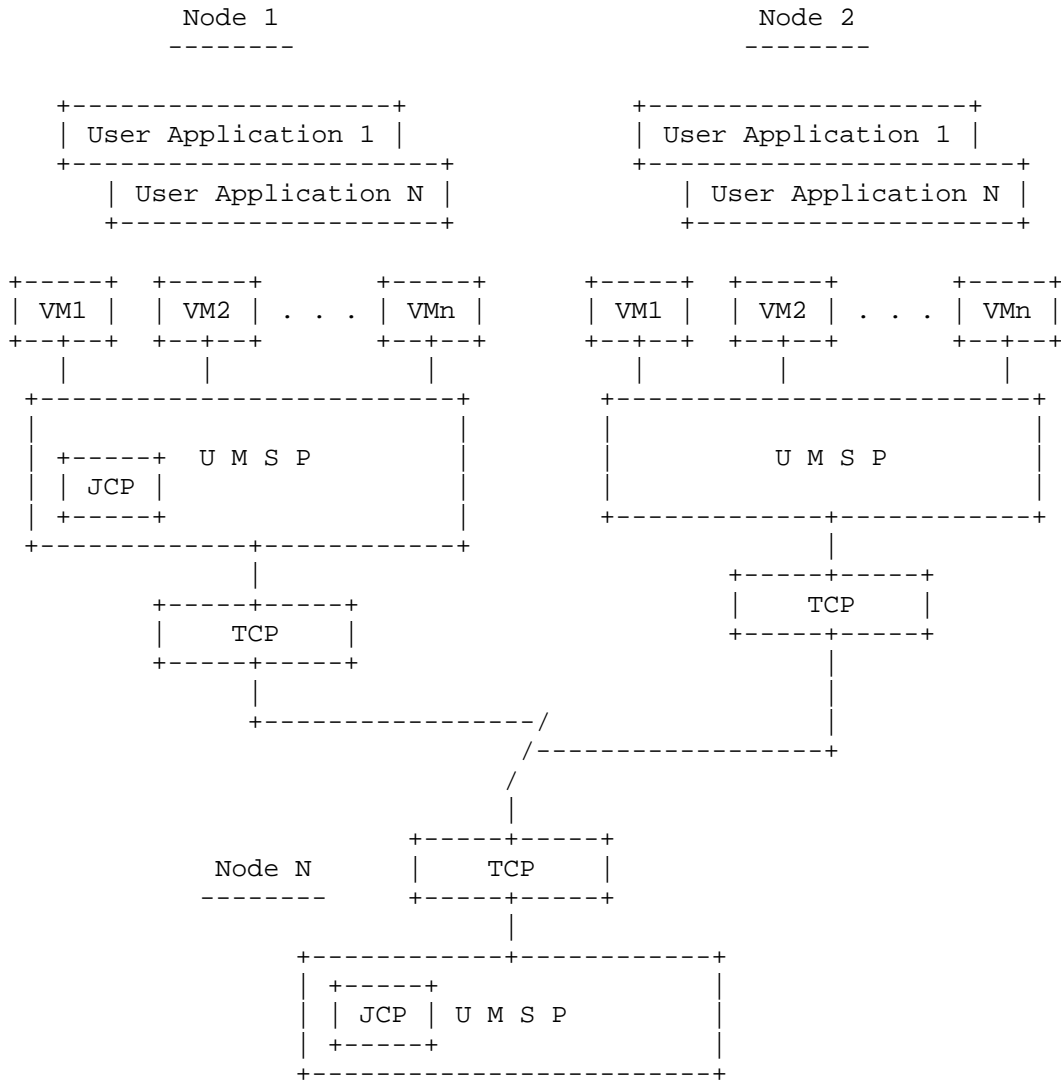 Node 1 Node 2
User Application 1 User Application 1
User Application N User Application N
VM1 VM2 . . . VMn VM1 VM2 . . . VMn
U M S P U M S P
JCP
TCP
TCP
TCP
Node N
JCP U M S P